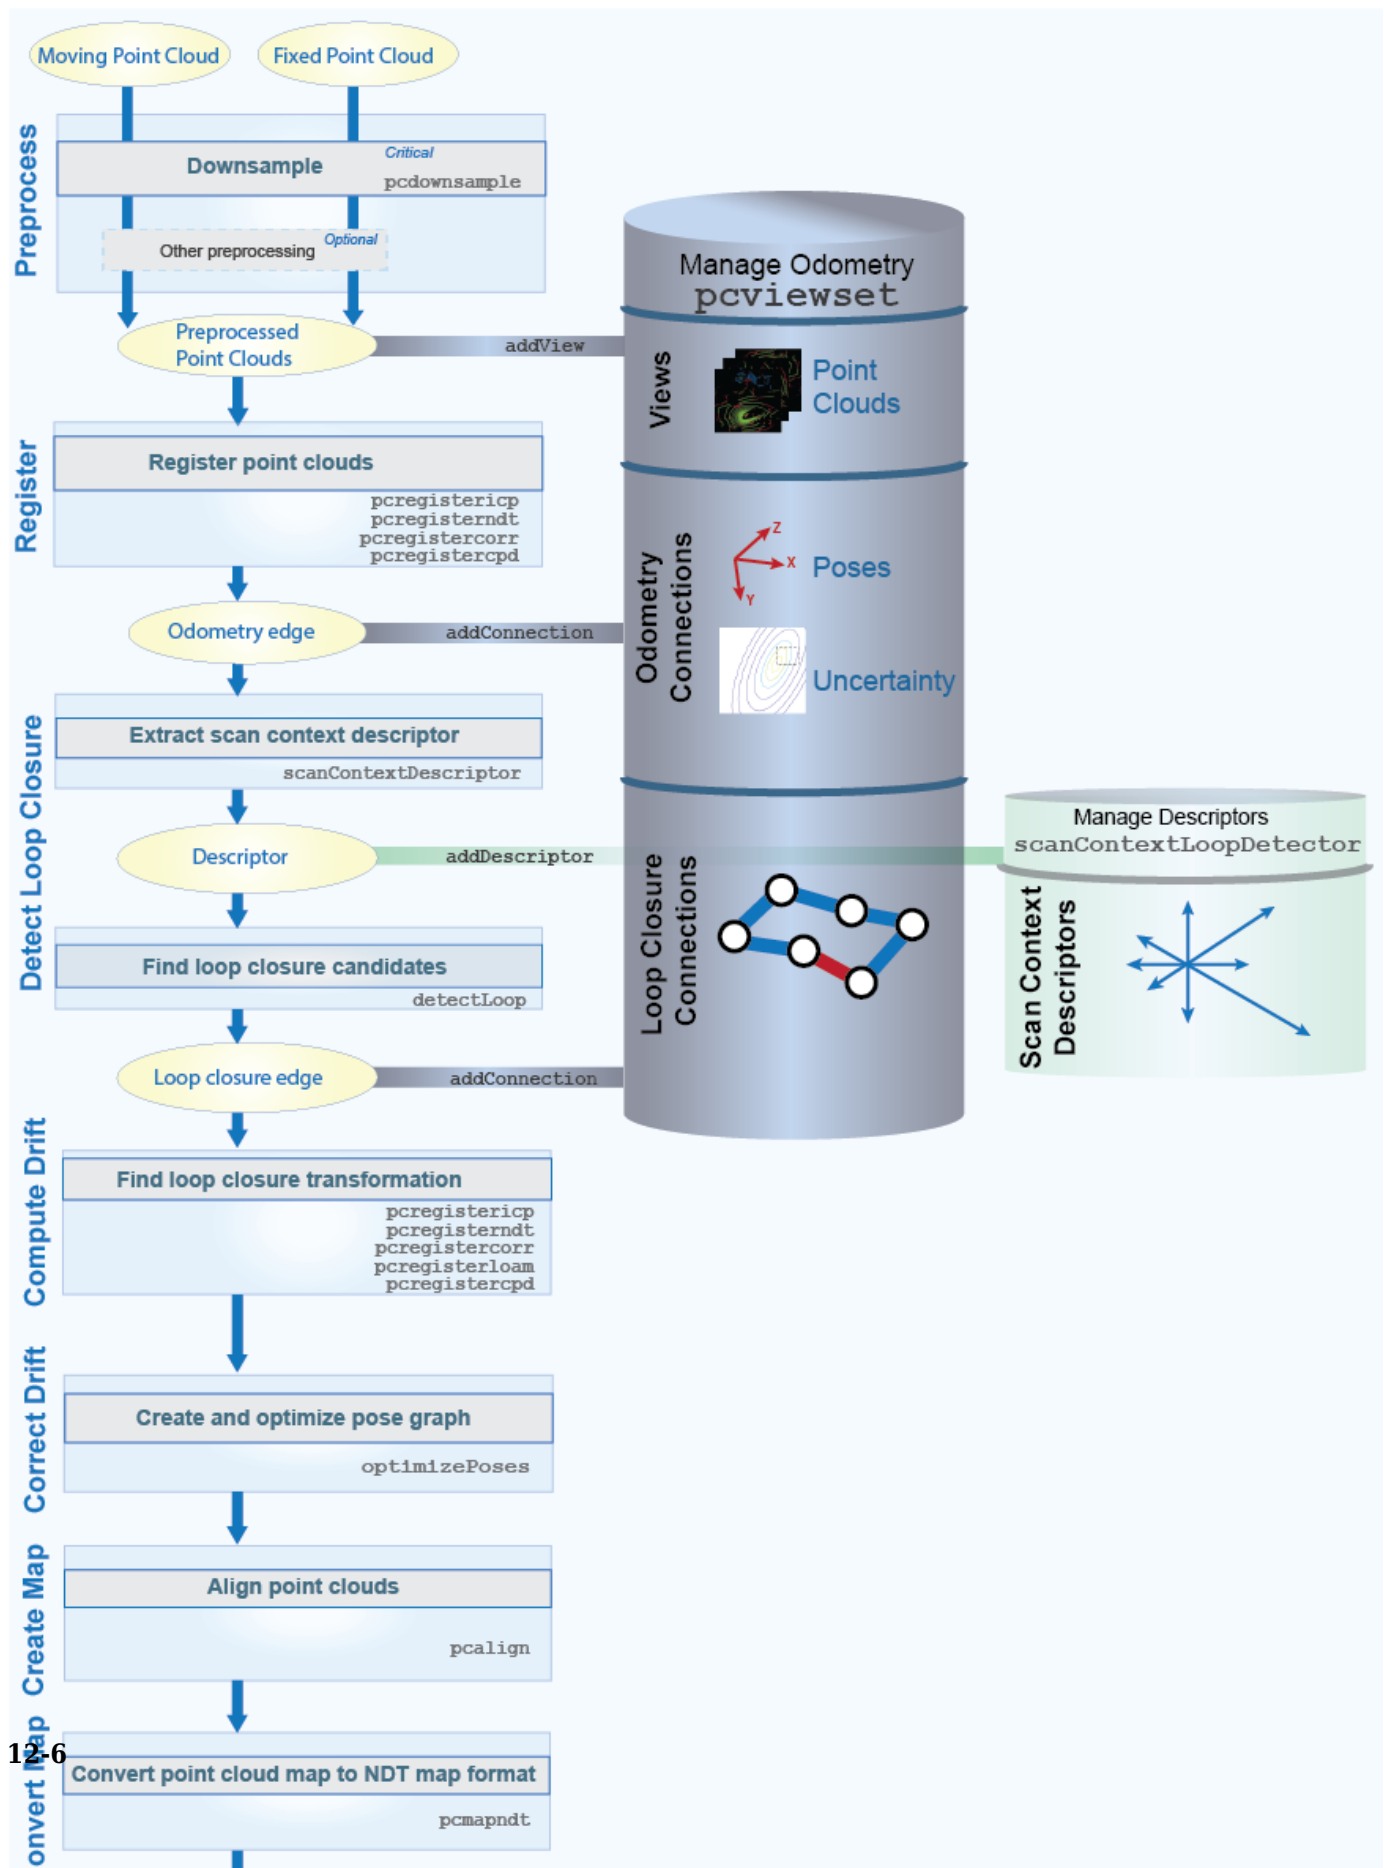 Moving Point Cloud
Fixed Point Cloud
Preprocess
Downsample
Critical
pcdownsample
Other preprocessing
Optional
Preprocessed
Point Clouds
addView
Manage Odometry
pcviewset
Views
Point
Clouds
Register
Register point clouds
pcregistericp
pcregisterndt
pcregistercorr
pcregistercpd
Odometry
Connections
Z
X
Y
Poses
Uncertainty
Odometry edge
addConnection
Detect Loop Closure
Extract scan context descriptor
scanContextDescriptor
Descriptor
addDescriptor
Loop Closure
Connections
Manage Descriptors
scanContextLoopDetector
Scan Context
Descriptors
Find loop closure candidates
detectLoop
Loop closure edge
addConnection
Compute Drift
Find loop closure transformation
pcregistericp
pcregisterndt
pcregistercorr
pcregisterloam
pcregistercpd
Correct Drift
Create and optimize pose graph
optimizePoses
Create Map
Align point clouds
pcalign
onvert Map
12-6
Convert point cloud map to NDT map format
pcmapndt